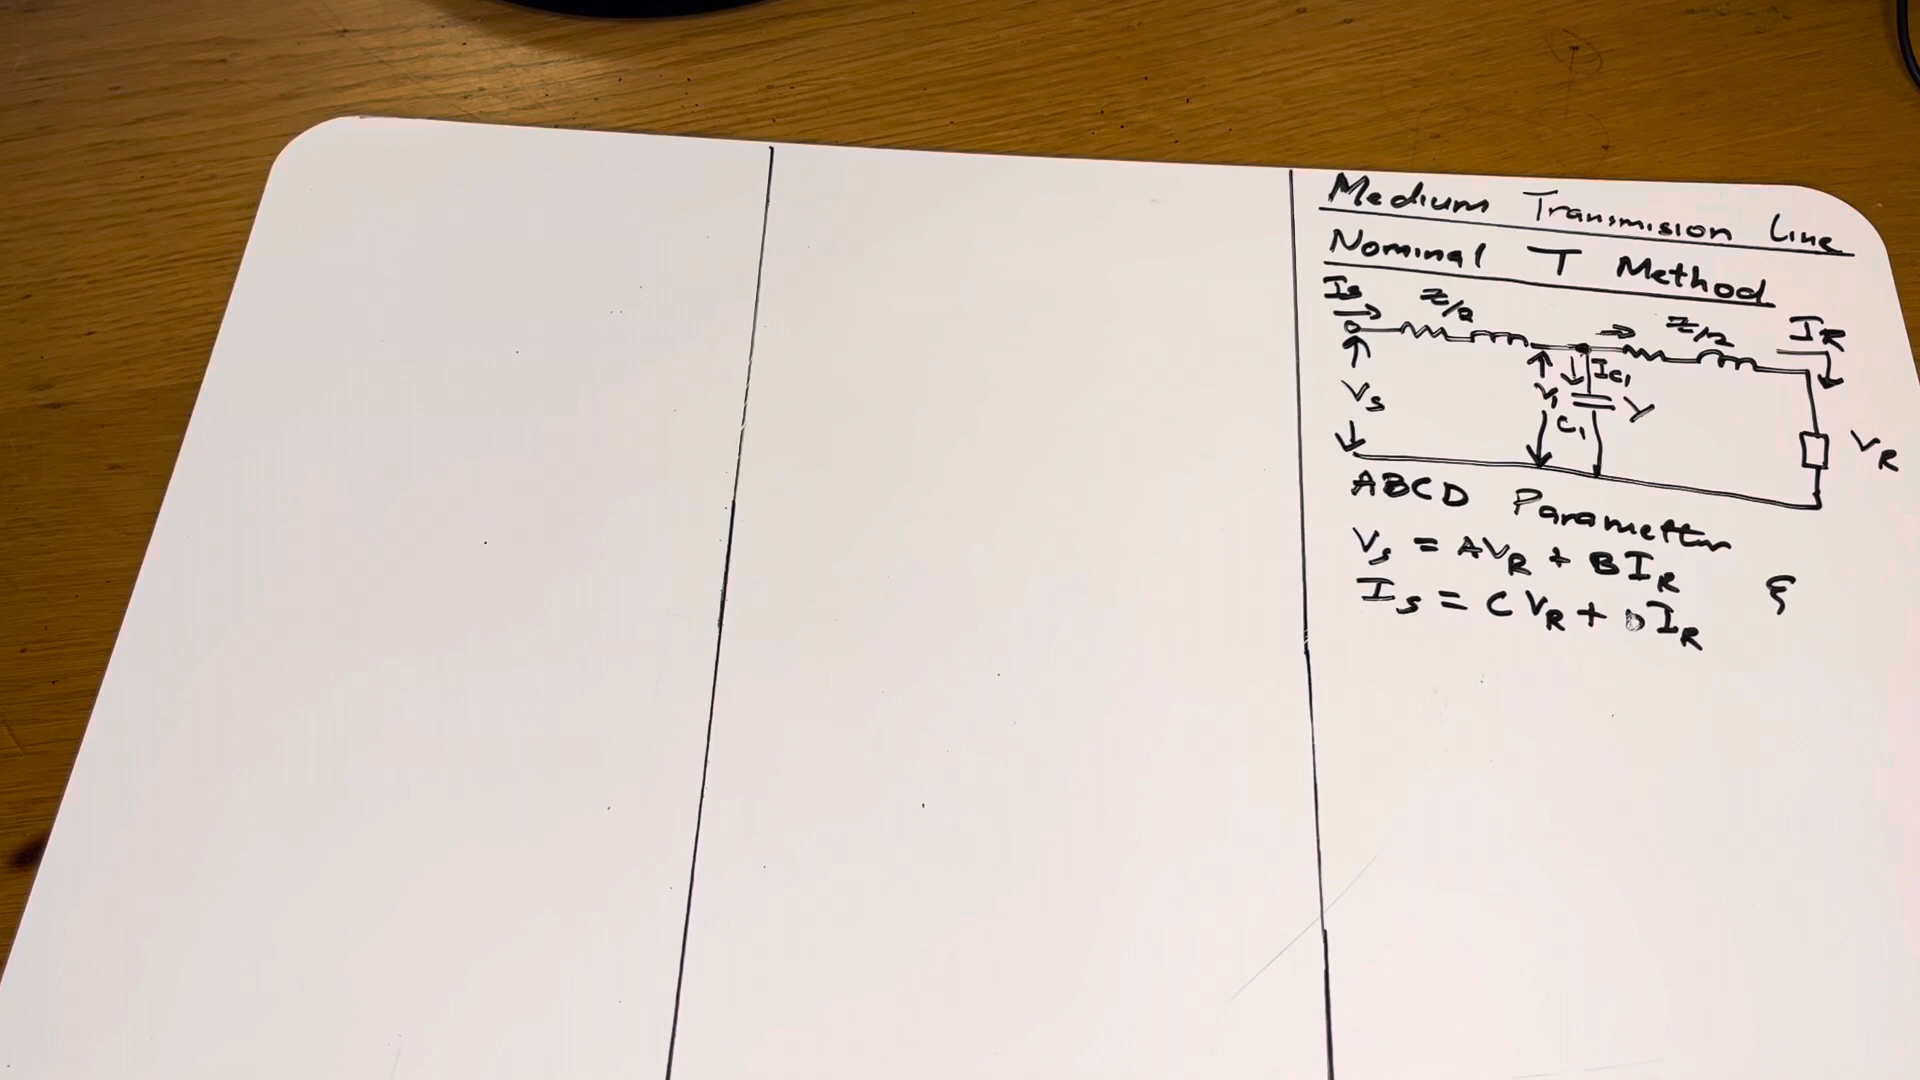 Medium Transmision Line
Nominal T Method
Is Z/2 Z/2 IR
Ic1
Vs V1 Y
C1 VR
ABCD Parametter
Vs = AVR + BIR &
Is = CVR + DIR